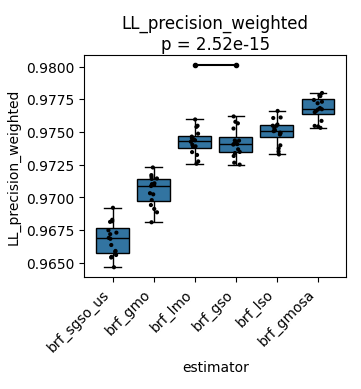 LL_precision_weighted
p = 2.52e-15
0.9800
0.9775
0.9750
0.9725
0.9700
0.9675
0.9650
LL_precision_weighted
brf_sgso_us
brf_gmo
brf_lmo
brf_gso
brf_lso
brf_gmosa
estimator